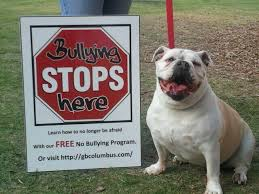 Bullying
STOPS
here
Learn how to no longer be afraid
With our FREE No Bullying Program.
Or visit http://gbcolumbus.com/